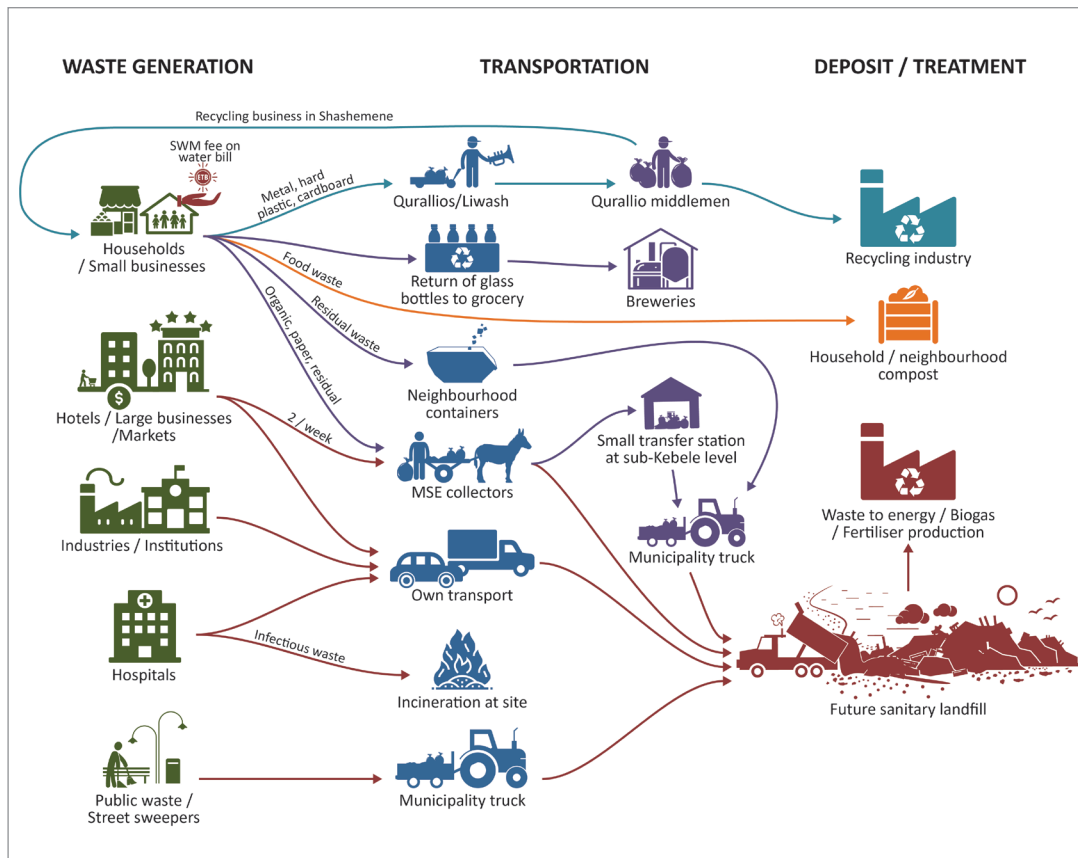 WASTE GENERATION
TRANSPORTATION
DEPOSIT / TREATMENT
Recycling business in Shashemene
SWM fee on
water bill
ETB
Metal, hard
plastic, cardboard
Households
/ Small businesses
Qurallios/Liwash
Qurallio middlemen
Recycling industry
Food waste
Return of glass
bottles to grocery
Breweries
Organic, paper, residual
Residual waste
Household / neighbourhood
compost
Neighbourhood
containers
$
Hotels / Large businesses
/Markets
2 / week
Small transfer station
at sub-Kebele level
MSE collectors
Waste to energy / Biogas
/ Fertiliser production
Industries / Institutions
Municipality truck
Own transport
Hospitals
Infectious waste
Incineration at site
Future sanitary landfill
Public waste /
Street sweepers
Municipality truck